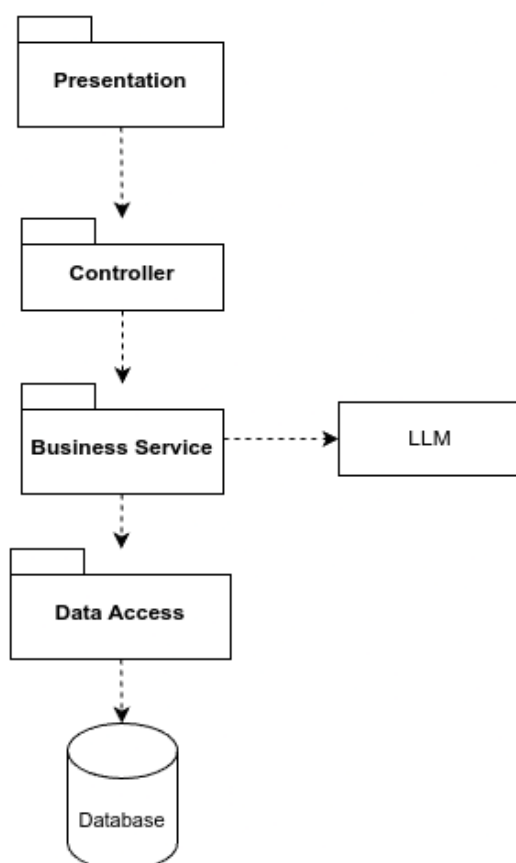 Presentation
Controller
Business Service
LLM
Data Access
Database